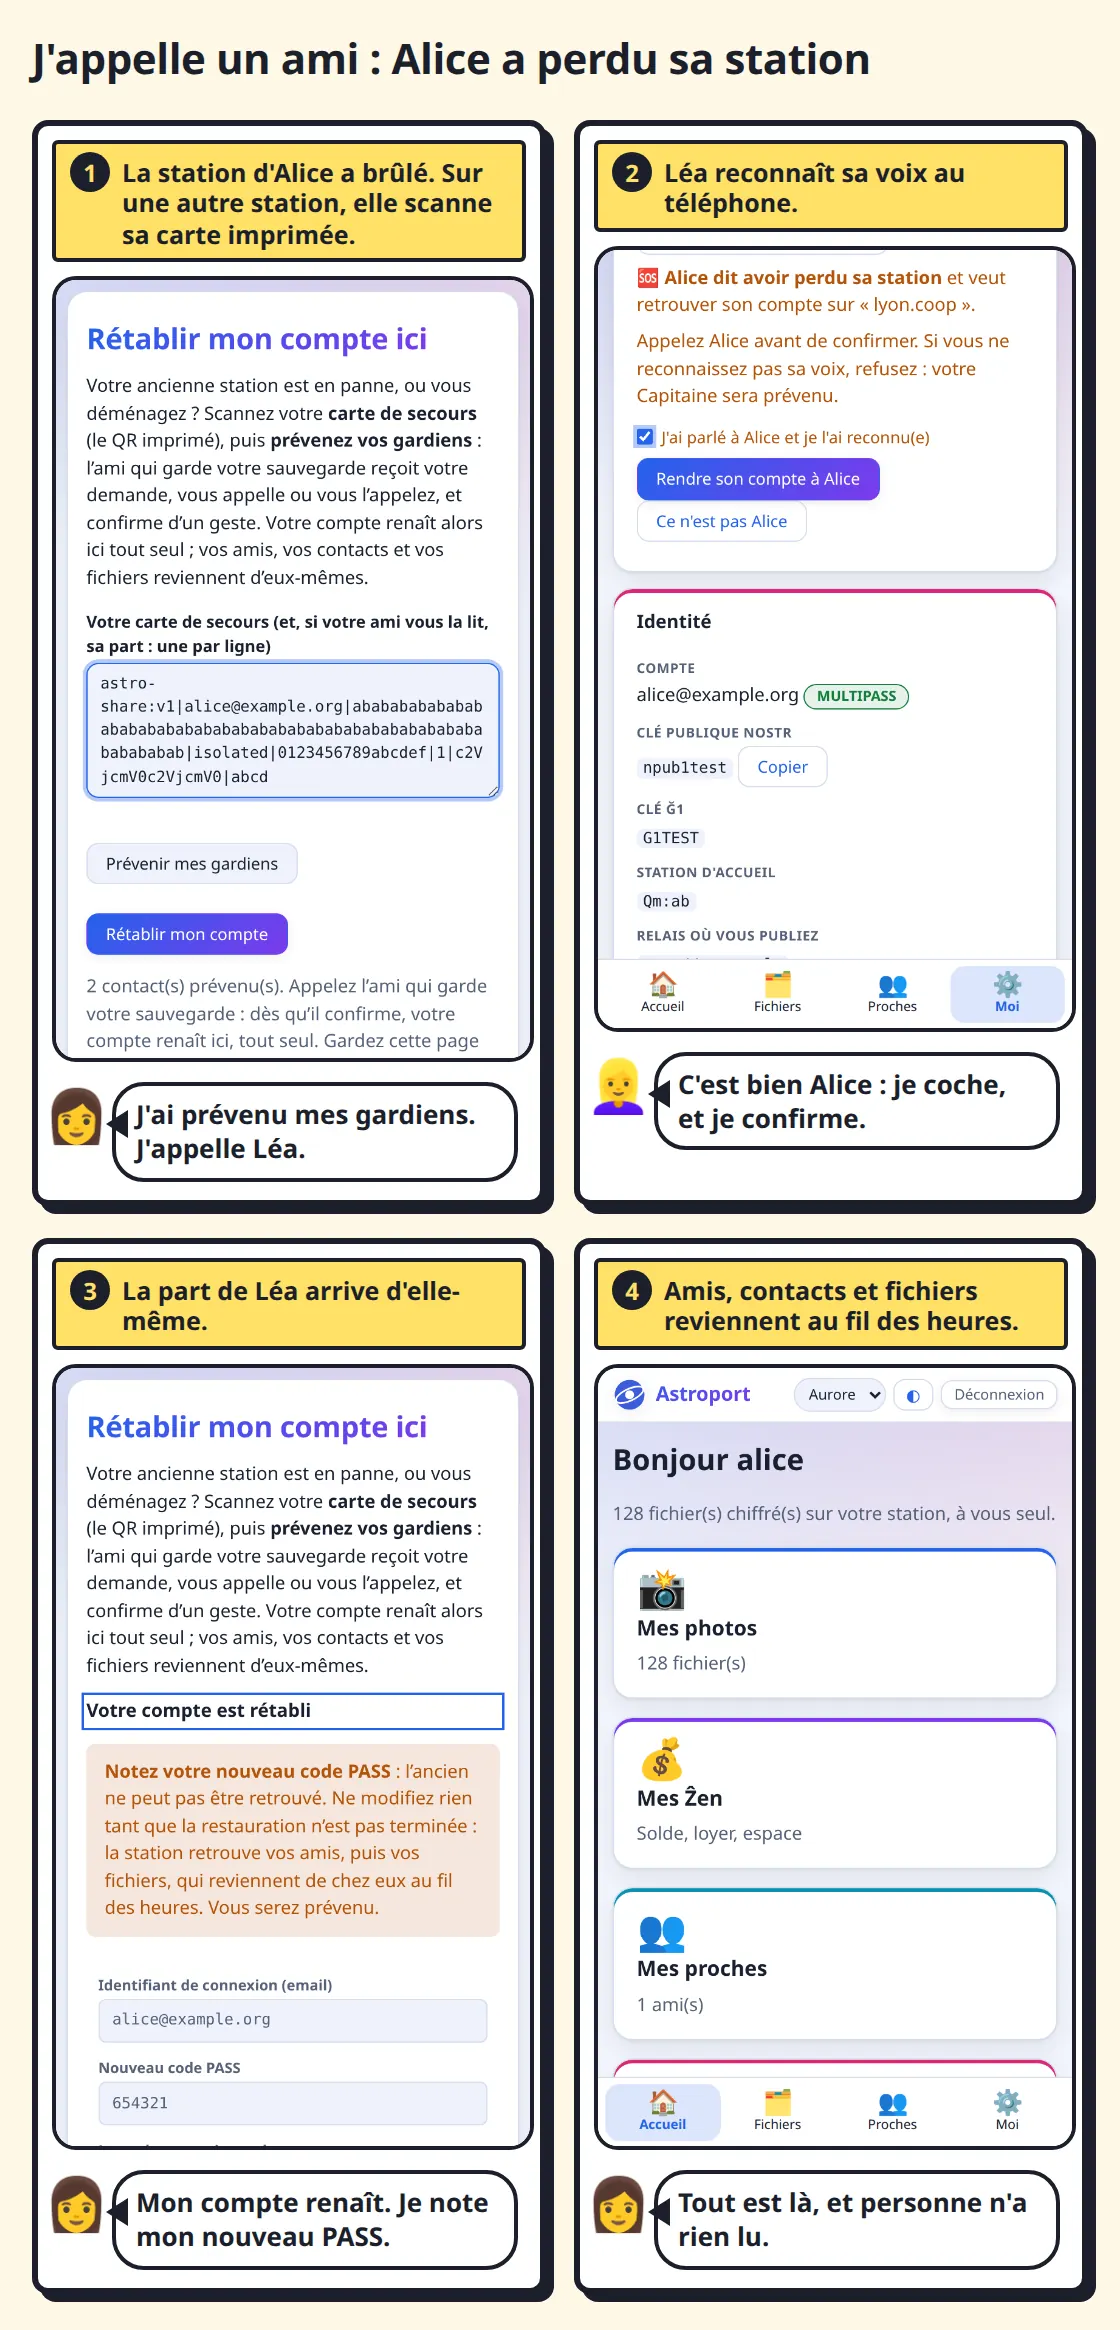 J'appelle un ami : Alice a perdu sa station
1
La station d'Alice a brûlé. Sur
une autre station, elle scanne
sa carte imprimée.
Rétablir mon compte ici
Votre ancienne station est en panne, ou vous
déménagez ? Scannez votre carte de secours
(le QR imprimé), puis prévenez vos gardiens :
l’ami qui garde votre sauvegarde reçoit votre
demande, vous appelle ou vous l’appelez, et
confirme d’un geste. Votre compte renaît alors
ici tout seul ; vos amis, vos contacts et vos
fichiers reviennent d’eux-mêmes.
Votre carte de secours (et, si votre ami vous la lit,
sa part : une par ligne)
astro-
share:v1|alice@example.org|abababababab
ababababababababababababababababababababa
babababab|isolated|0123456789abcdef|1|c2V
jcmV0c2VjcmV0|abcd
Prévenir mes gardiens
Rétablir mon compte
2 contact(s) prévenu(s). Appelez l’ami qui garde
votre sauvegarde : dès qu’il confirme, votre
compte renaît ici, tout seul. Gardez cette page
J'ai prévenu mes gardiens.
J'appelle Léa.
2
Léa reconnaît sa voix au
téléphone.
🆘 Alice dit avoir perdu sa station et veut
retrouver son compte sur « lyon.coop ».
Appelez Alice avant de confirmer. Si vous ne
reconnaissez pas sa voix, refusez : votre
Capitaine sera prévenu.
J'ai parlé à Alice et je l'ai reconnu(e)
Rendre son compte à Alice
Ce n'est pas Alice
Identité
COMPTE
alice@example.org MULTIPASS
CLÉ PUBLIQUE NOSTR
npub1test Copier
CLÉ Ğ1
G1TEST
STATION D'ACCUEIL
Qm:ab
RELAIS OÙ VOUS PUBLIEZ
Accueil Fichiers Proches Moi
C'est bien Alice : je coche,
et je confirme.
3
La part de Léa arrive d'elle-
même.
Rétablir mon compte ici
Votre ancienne station est en panne, ou vous
déménagez ? Scannez votre carte de secours
(le QR imprimé), puis prévenez vos gardiens :
l’ami qui garde votre sauvegarde reçoit votre
demande, vous appelle ou vous l’appelez, et
confirme d’un geste. Votre compte renaît alors
ici tout seul ; vos amis, vos contacts et vos
fichiers reviennent d’eux-mêmes.
Votre compte est rétabli
Notez votre nouveau code PASS : l’ancien
ne peut pas être retrouvé. Ne modifiez rien
tant que la restauration n’est pas terminée :
la station retrouve vos amis, puis vos
fichiers, qui reviennent de chez eux au fil
des heures. Vous serez prévenu.
Identifiant de connexion (email)
alice@example.org
Nouveau code PASS
654321
Mon compte renaît. Je note
mon nouveau PASS.
4
Amis, contacts et fichiers
reviennent au fil des heures.
Astroport Aurore Déconnexion
Bonjour alice
128 fichier(s) chiffré(s) sur votre station, à vous seul.
Mes photos
128 fichier(s)
Mes Ẑen
Solde, loyer, espace
Mes proches
1 ami(s)
Accueil Fichiers Proches Moi
Tout est là, et personne n'a
rien lu.